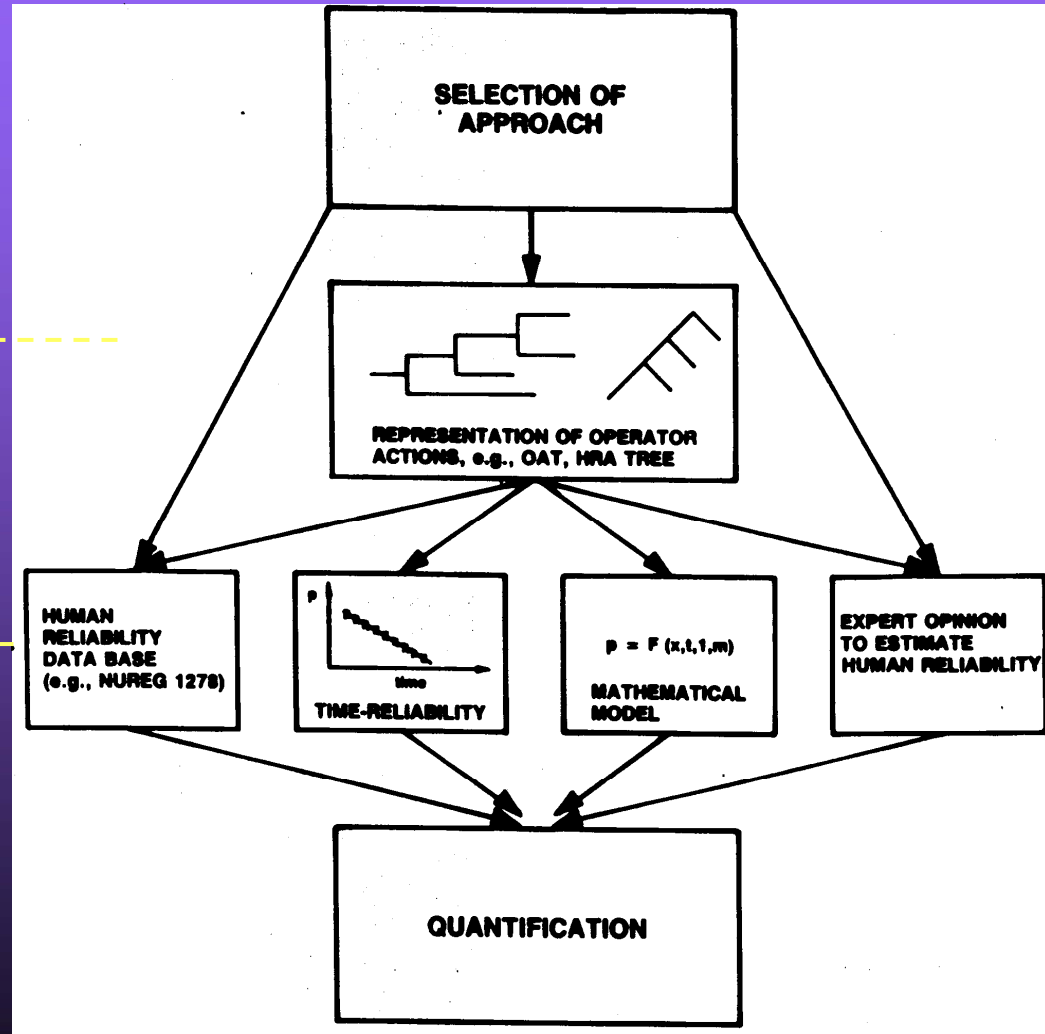 SELECTION OF
APPROACH
REPRESENTATION OF OPERATOR
ACTIONS, e.g., OAT, HRA TREE
HUMAN
RELIABILITY
DATA BASE
(e.g., NUREG 1278)
p
time
TIME-RELIABILITY
p = F (x,t,1,m)
MATHEMATICAL
MODEL
EXPERT OPINION
TO ESTIMATE
HUMAN RELIABILITY
QUANTIFICATION